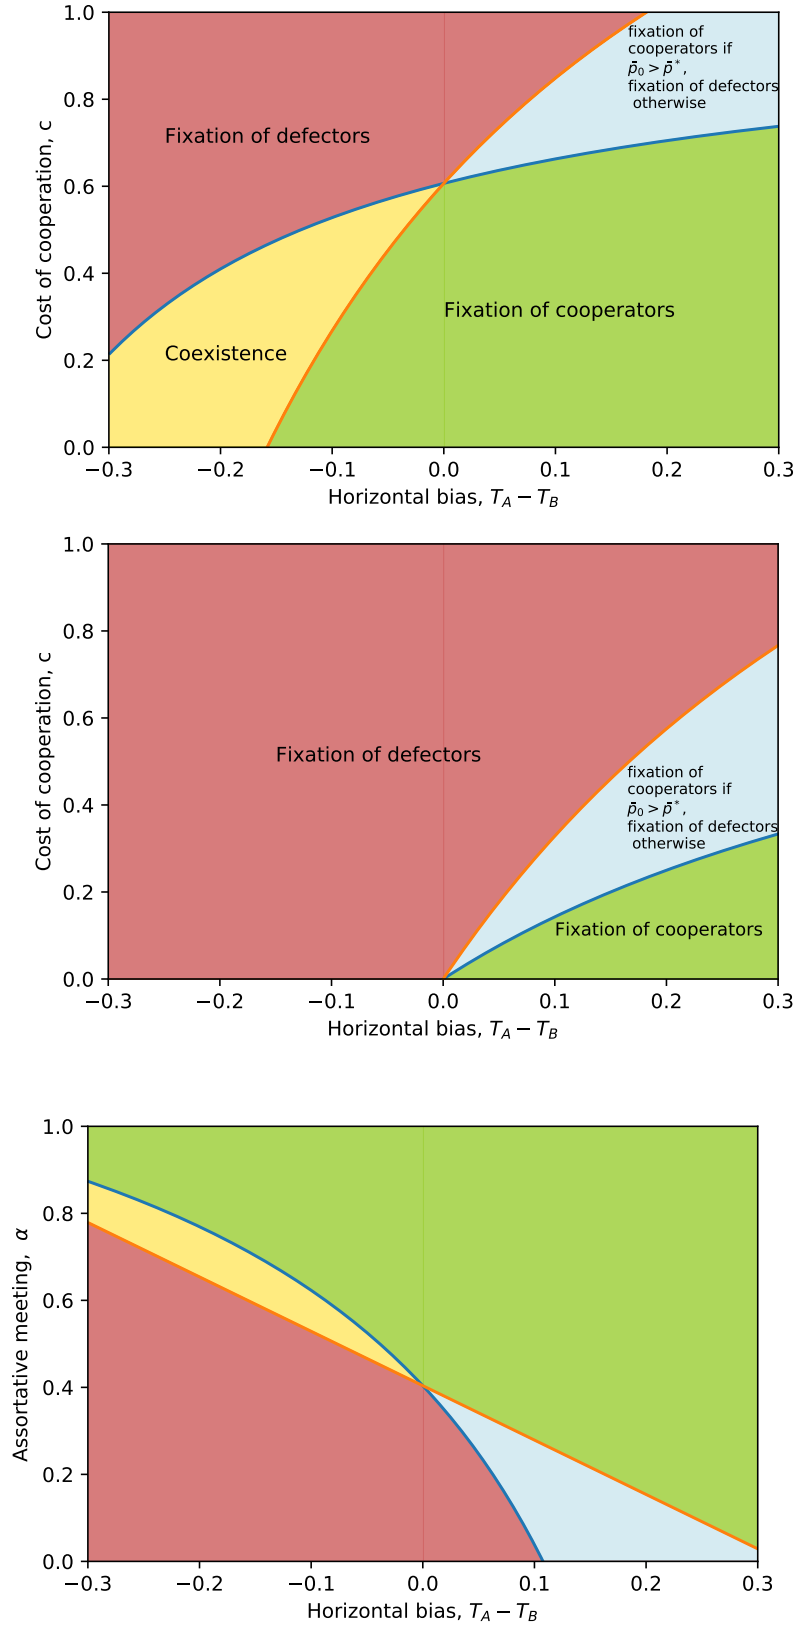 1.0
0.8
0.6
0.4
0.2
0.0
Cost of cooperation, c
Fixation of defectors
fixation of
cooperators if
p̄₀ > p̄*,
fixation of defectors
otherwise
Fixation of cooperators
Coexistence
−0.3 −0.2 −0.1 0.0 0.1 0.2 0.3
Horizontal bias, T_A − T_B
1.0
0.8
0.6
0.4
0.2
0.0
Cost of cooperation, c
Fixation of defectors
fixation of
cooperators if
p̄₀ > p̄*,
fixation of defectors
otherwise
Fixation of cooperators
−0.3 −0.2 −0.1 0.0 0.1 0.2 0.3
Horizontal bias, T_A − T_B
1.0
0.8
0.6
0.4
0.2
0.0
Assortative meeting, α
−0.3 −0.2 −0.1 0.0 0.1 0.2 0.3
Horizontal bias, T_A − T_B